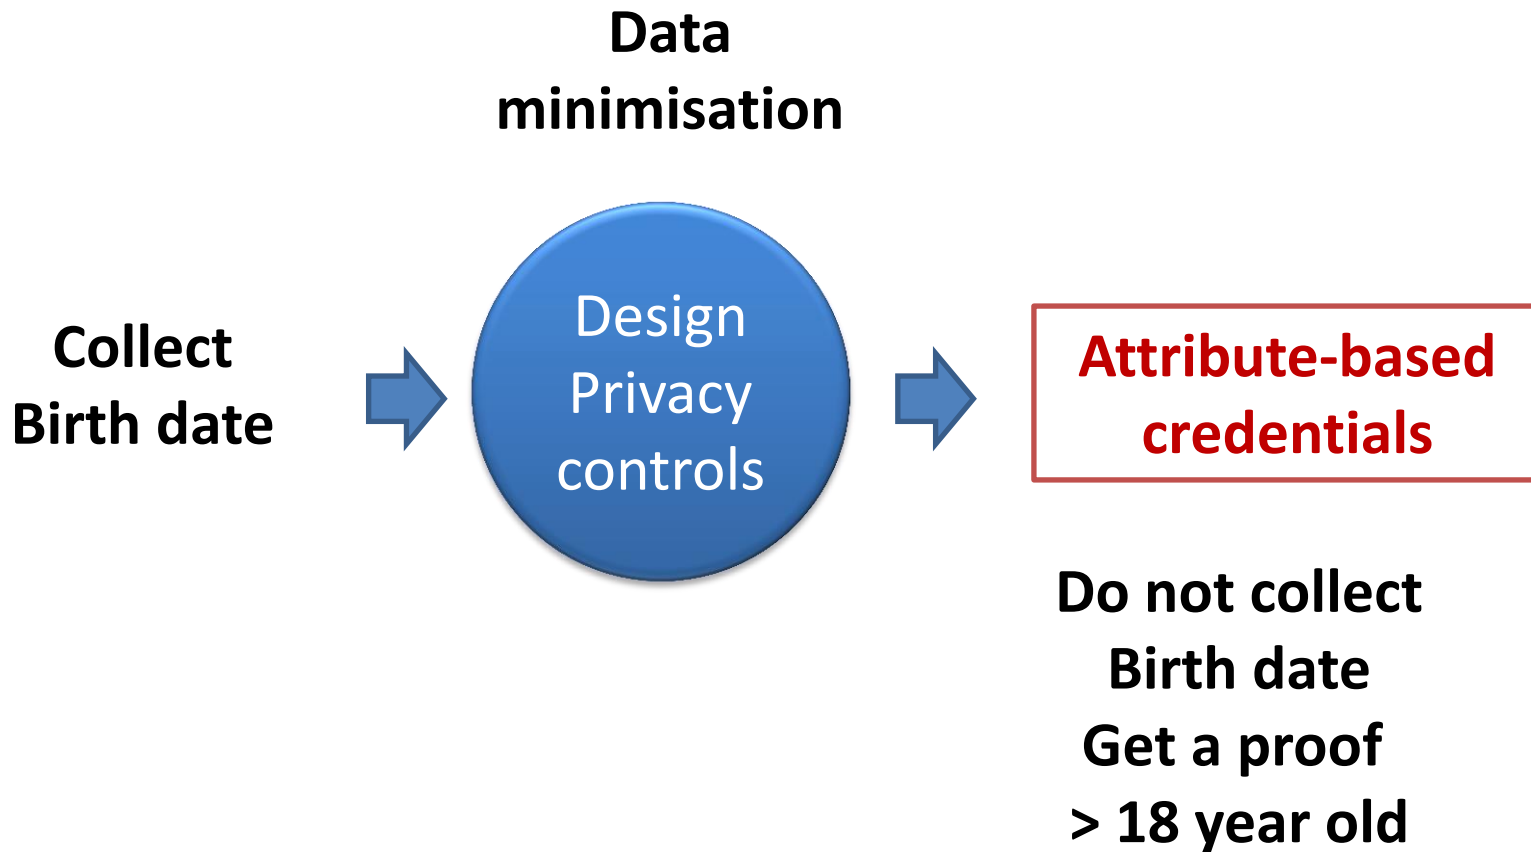 Data
minimisation
Collect
Birth date
Design
Privacy
controls
Attribute-based
credentials
Do not collect
Birth date
Get a proof
> 18 year old